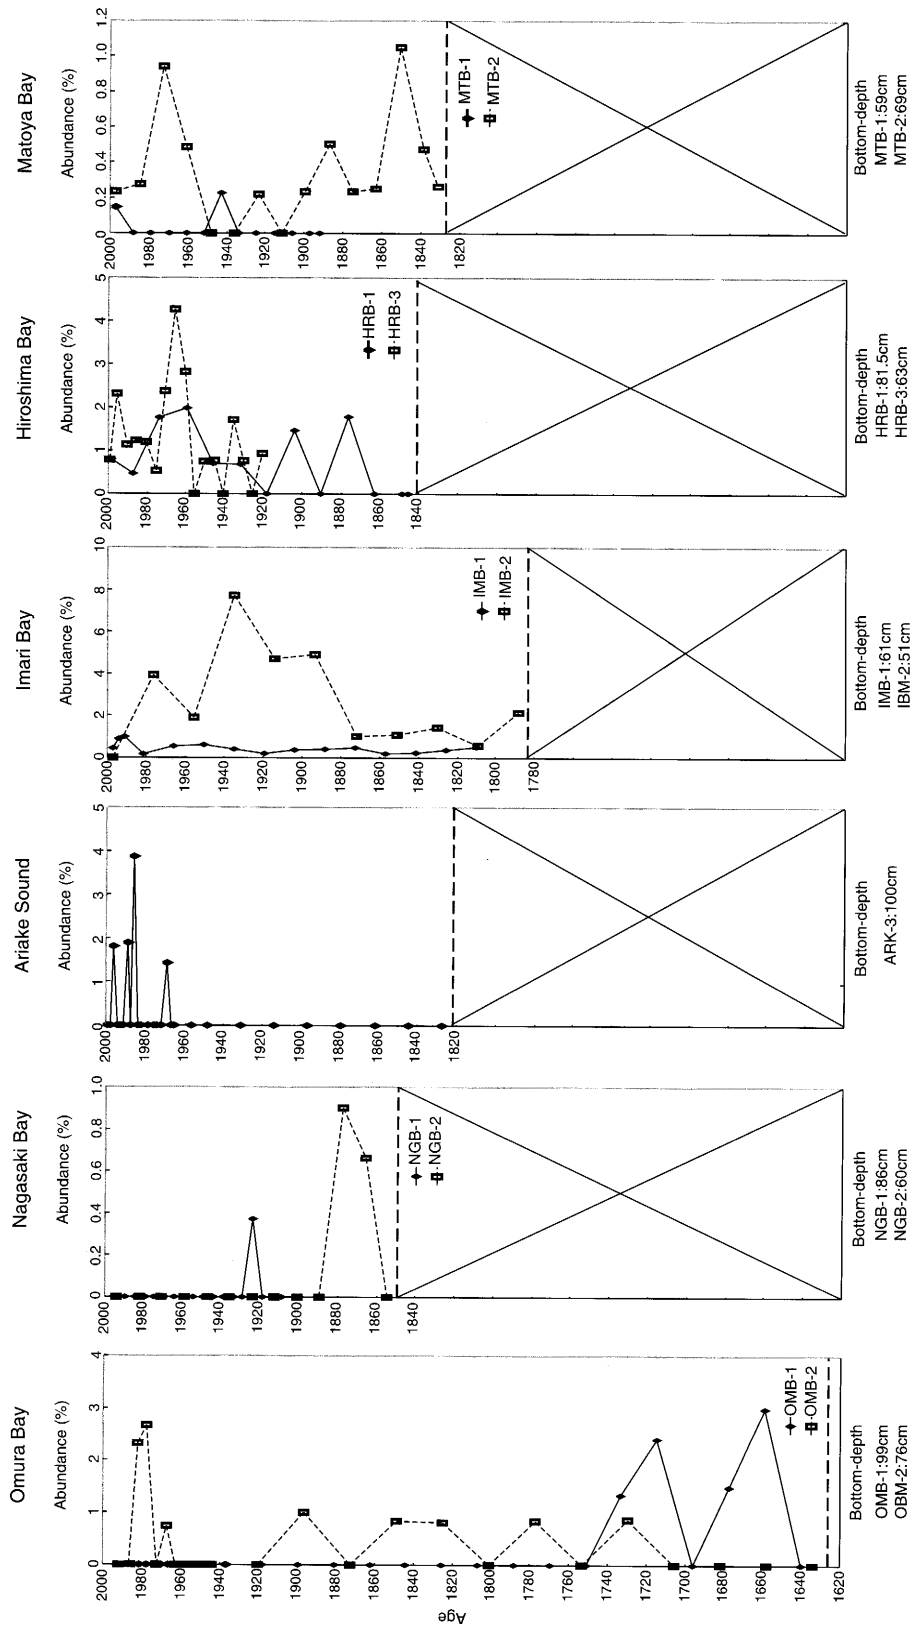 Omura Bay
Abundance (%)
0
1
2
3
4
Age
2000
1980
1960
1940
1920
1900
1880
1860
1840
1820
1800
1780
1760
1740
1720
1700
1680
1660
1640
1620
OMB-1
OMB-2
Bottom-depth
OMB-1:99cm
OBM-2:76cm
Nagasaki Bay
Abundance (%)
0
0.2
0.4
0.6
0.8
1.0
2000
1980
1960
1940
1920
1900
1880
1860
1840
NGB-1
NGB-2
Bottom-depth
NGB-1:86cm
NGB-2:60cm
Ariake Sound
Abundance (%)
0
1
2
3
4
5
2000
1980
1960
1940
1920
1900
1880
1860
1840
1820
Bottom-depth
ARK-3:100cm
Imari Bay
Abundance (%)
0
2
4
6
8
10
2000
1980
1960
1940
1920
1900
1880
1860
1840
1820
1800
1780
IMB-1
IMB-2
Bottom-depth
IMB-1:61cm
IBM-2:51cm
Hiroshima Bay
Abundance (%)
0
1
2
3
4
5
2000
1980
1960
1940
1920
1900
1880
1860
1840
HRB-1
HRB-3
Bottom-depth
HRB-1:81.5cm
HRB-3:63cm
Matoya Bay
Abundance (%)
0
0.2
0.4
0.6
0.8
1.0
1.2
2000
1980
1960
1940
1920
1900
1880
1860
1840
1820
MTB-1
MTB-2
Bottom-depth
MTB-1:59cm
MTB-2:69cm